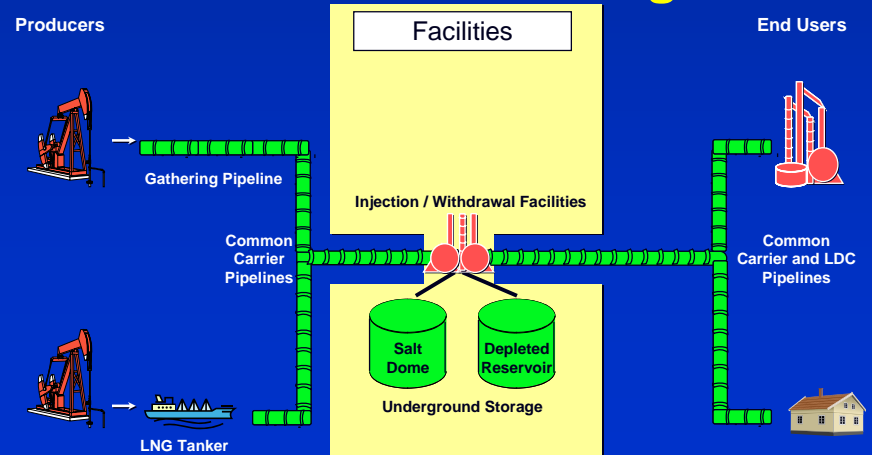 Producers
Facilities
End Users
Gathering Pipeline
Injection / Withdrawal Facilities
Common
Carrier
Pipelines
Common
Carrier and LDC
Pipelines
Salt
Dome
Depleted
Reservoir
Underground Storage
LNG Tanker